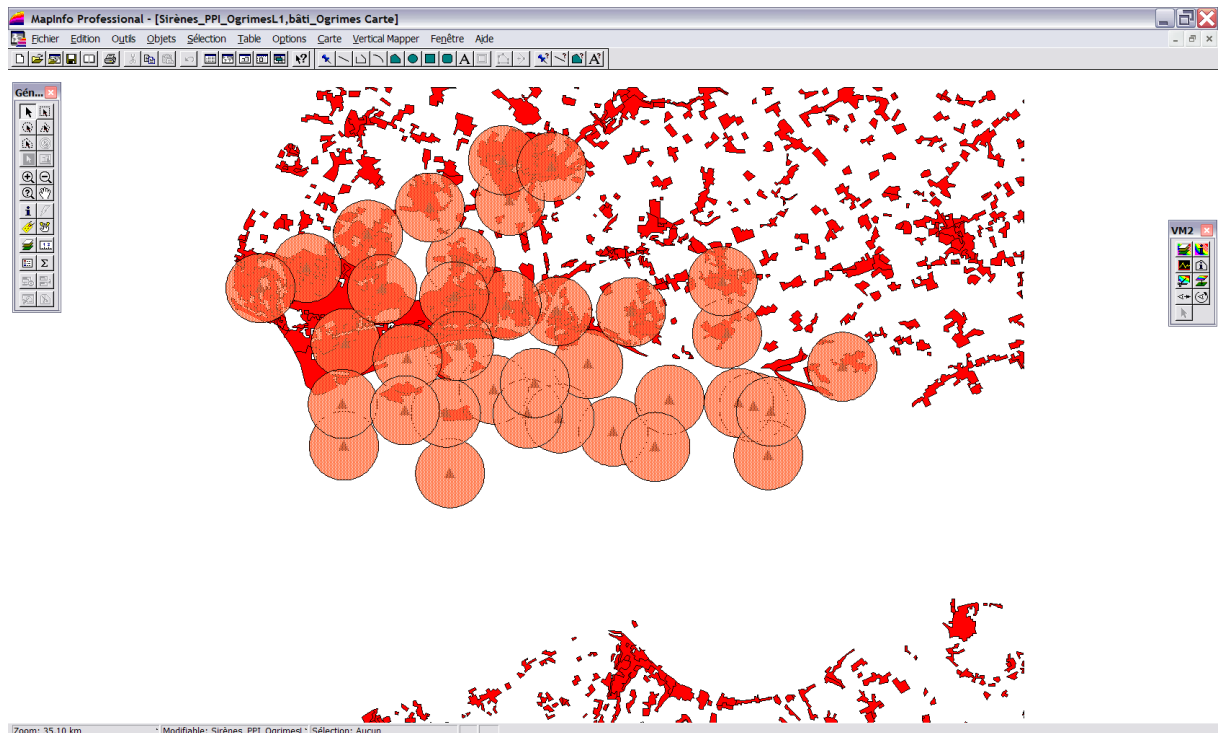 MapInfo Professional - [Sirènes_PPI_OgrimesL1,bâti_Ogrimes Carte]
Fichier Edition Outils Objets Sélection Table Options Carte Vertical Mapper Fenêtre Aide
Gén...
VM2
Zoom: 35.10 km Modifiable: Sirènes_PPI_OgrimesL Sélection: Aucun